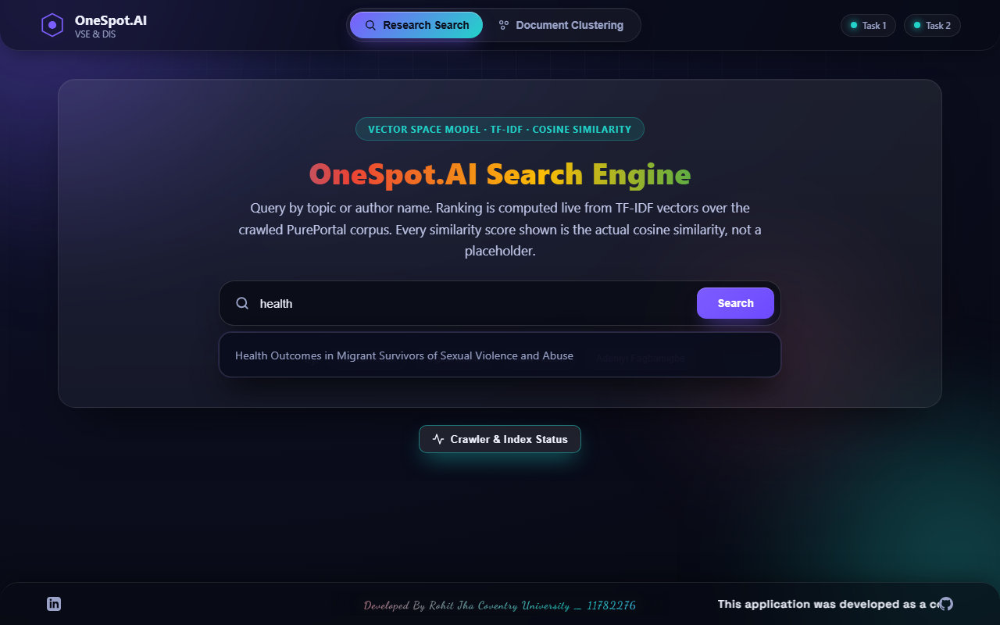 OneSpot.AI
VSE & DIS
Research Search
Document Clustering
Task 1
Task 2
VECTOR SPACE MODEL · TF-IDF · COSINE SIMILARITY
OneSpot.AI Search Engine
Query by topic or author name. Ranking is computed live from TF-IDF vectors over the
crawled PurePortal corpus. Every similarity score shown is the actual cosine similarity, not a
placeholder.
health
Search
Health Outcomes in Migrant Survivors of Sexual Violence and Abuse
Crawler & Index Status
in
Developed By Rohit Jha Coventry University _ 11782276
This application was developed as a